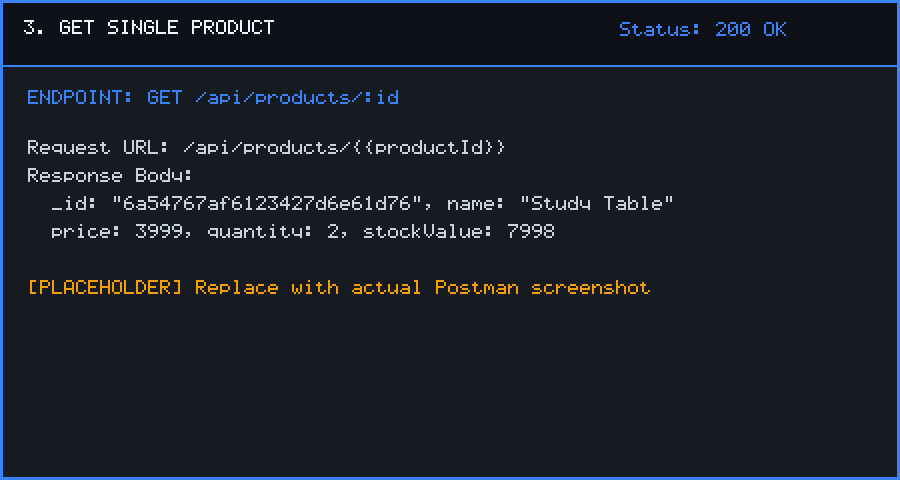 3. GET SINGLE PRODUCT
Status: 200 OK
ENDPOINT: GET /api/products/:id
Request URL: /api/products/{{productId}}
Response Body:
_id: "6a54767af6123427d6e61d76", name: "Study Table"
price: 3999, quantity: 2, stockValue: 7998
[PLACEHOLDER] Replace with actual Postman screenshot